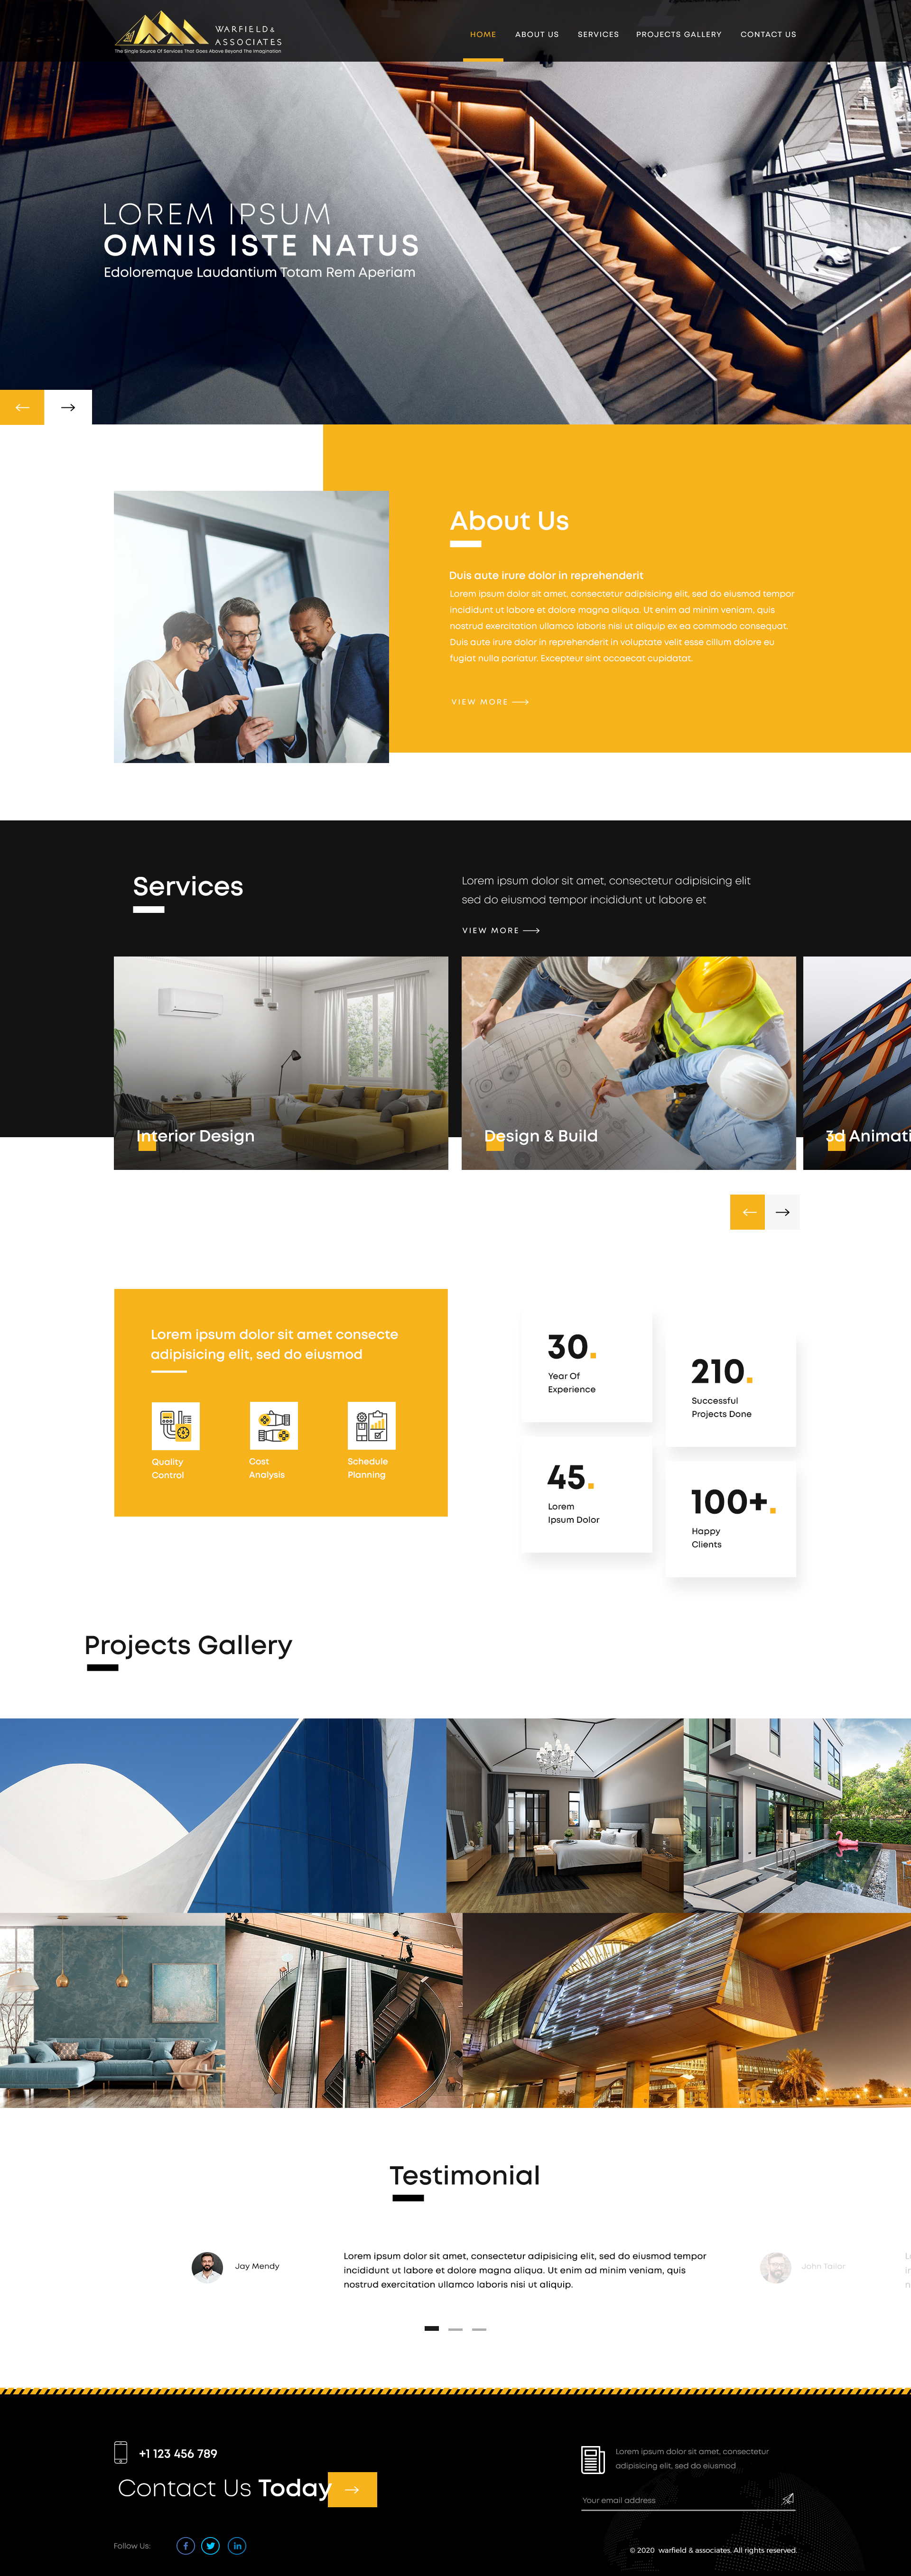 WARFIELD &
ASSOCIATES
The Single Source Of Services That Goes Above Beyond The Imagination
HOME
ABOUT US
SERVICES
PROJECTS GALLERY
CONTACT US
LOREM IPSUM
OMNIS ISTE NATUS
Edoloremque Laudantium Totam Rem Aperiam
About Us
Duis aute irure dolor in reprehenderit
Lorem ipsum dolor sit amet, consectetur adipisicing elit, sed do eiusmod tempor
incididunt ut labore et dolore magna aliqua. Ut enim ad minim veniam, quis
nostrud exercitation ullamco laboris nisi ut aliquip ex ea commodo consequat.
Duis aute irure dolor in reprehenderit in voluptate velit esse cillum dolore eu
fugiat nulla pariatur. Excepteur sint occaecat cupidatat.
VIEW MORE
Services
Lorem ipsum dolor sit amet, consectetur adipisicing elit
sed do eiusmod tempor incididunt ut labore et
VIEW MORE
Interior Design
Design & Build
3d Animati
Lorem ipsum dolor sit amet consecte
adipisicing elit, sed do eiusmod
Quality
Control
Cost
Analysis
Schedule
Planning
30.
Year Of
Experience
210.
Successful
Projects Done
45.
Lorem
Ipsum Dolor
100+.
Happy
Clients
Projects Gallery
Testimonial
Jay Mendy
Lorem ipsum dolor sit amet, consectetur adipisicing elit, sed do eiusmod tempor
incididunt ut labore et dolore magna aliqua. Ut enim ad minim veniam, quis
nostrud exercitation ullamco laboris nisi ut aliquip.
John Tailor
+1 123 456 789
Contact Us Today
Follow Us:
Lorem ipsum dolor sit amet, consectetur
adipisicing elit, sed do eiusmod
Your email address
© 2020 warfield & associates. All rights reserved.